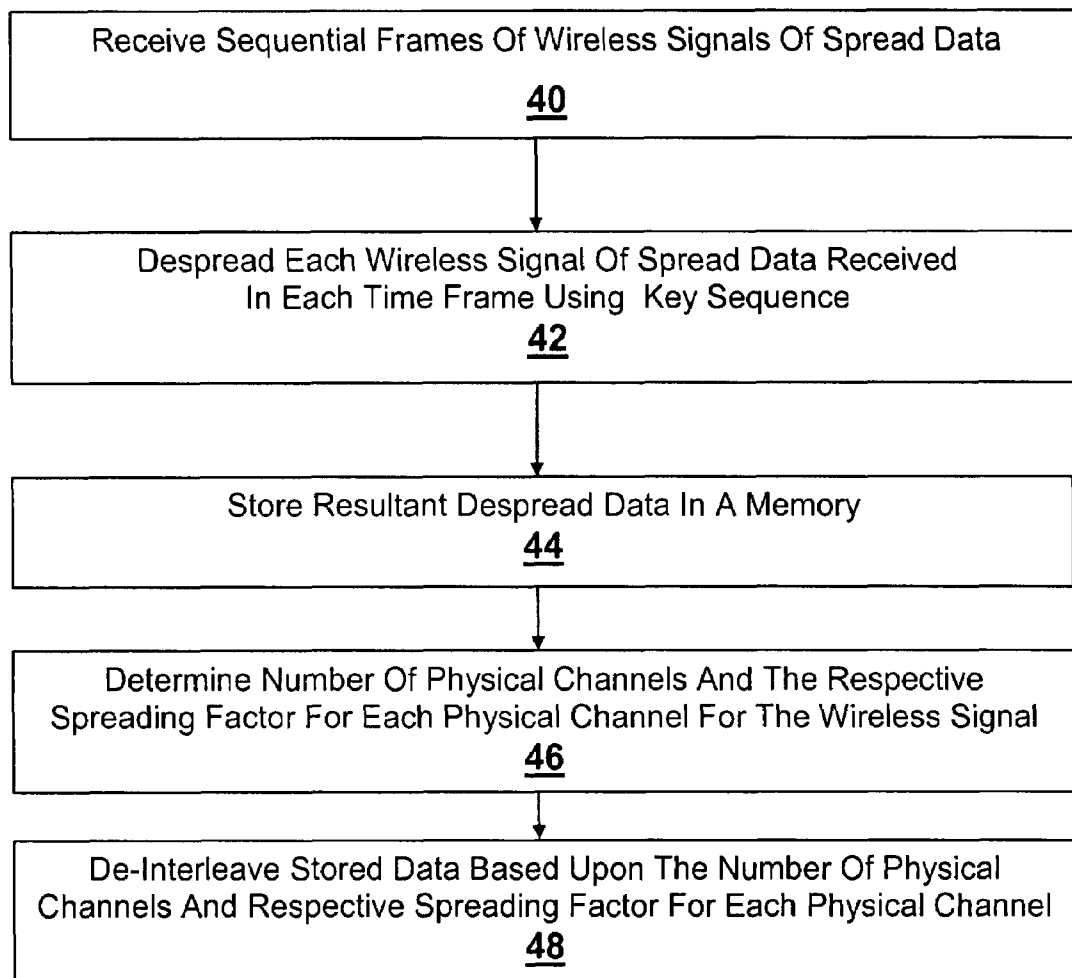 Receive Sequential Frames Of Wireless Signals Of Spread Data
40
Despread Each Wireless Signal Of Spread Data Received
In Each Time Frame Using Key Sequence
42
Store Resultant Despread Data In A Memory
44
Determine Number Of Physical Channels And The Respective
Spreading Factor For Each Physical Channel For The Wireless Signal
46
De-Interleave Stored Data Based Upon The Number Of Physical
Channels And Respective Spreading Factor For Each Physical Channel
48